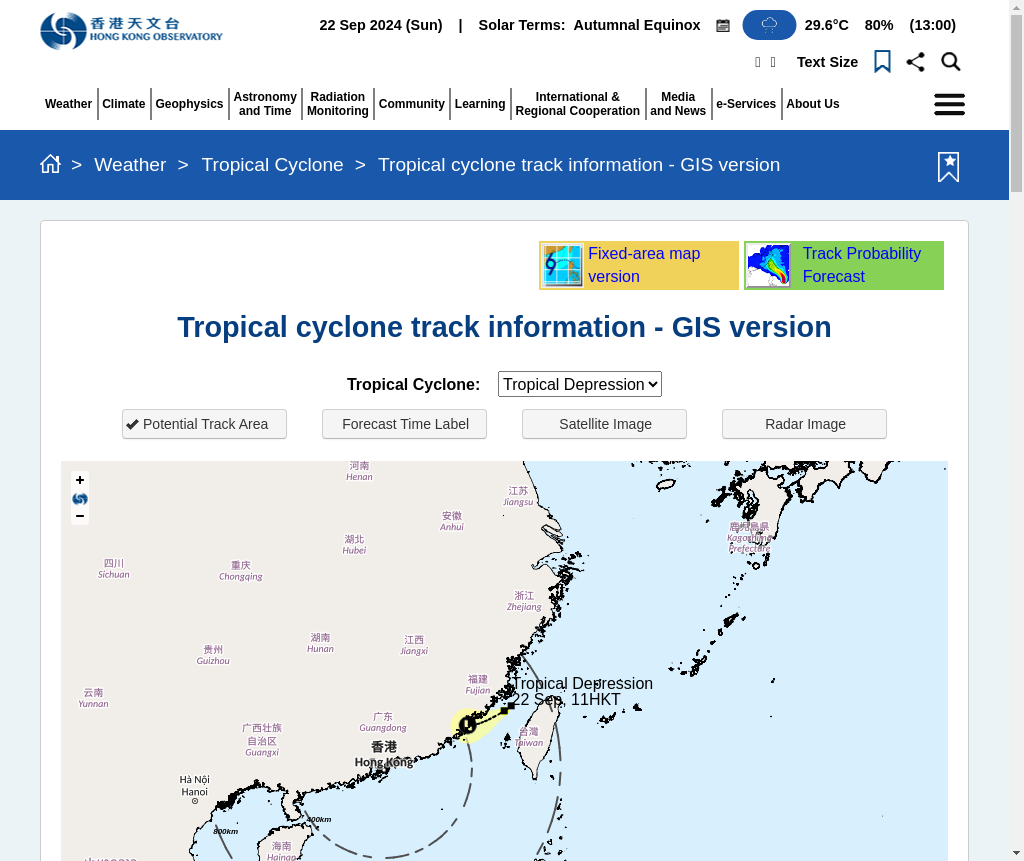 香港天文台
HONG KONG OBSERVATORY
22 Sep 2024 (Sun) | Solar Terms: Autumnal Equinox 29.6°C 80% (13:00)
Text Size
Weather Climate Geophysics Astronomy and Time Radiation Monitoring Community Learning International & Regional Cooperation Media and News e-Services About Us
> Weather > Tropical Cyclone > Tropical cyclone track information - GIS version
Fixed-area map
version
Track Probability
Forecast
Tropical cyclone track information - GIS version
Tropical Cyclone: Tropical Depression
Potential Track Area Forecast Time Label Satellite Image Radar Image
+
−
河南
Henan
江苏
Jiangsu
安徽
Anhui
湖北
Hubei
四川
Sichuan
重庆
Chongqing
浙江
Zhejiang
鹿児島県
Kagoshima
Prefecture
贵州
Guizhou
湖南
Hunan
江西
Jiangxi
福建
Fujian
云南
Yunnan
Tropical Depression
22 Sep, 11HKT
广东
Guangdong
广西壮族
自治区
Guangxi
台灣
Taiwan
香港
Hong Kong
Hà Nội
Hanoi
400km
800km
海南
Hainan